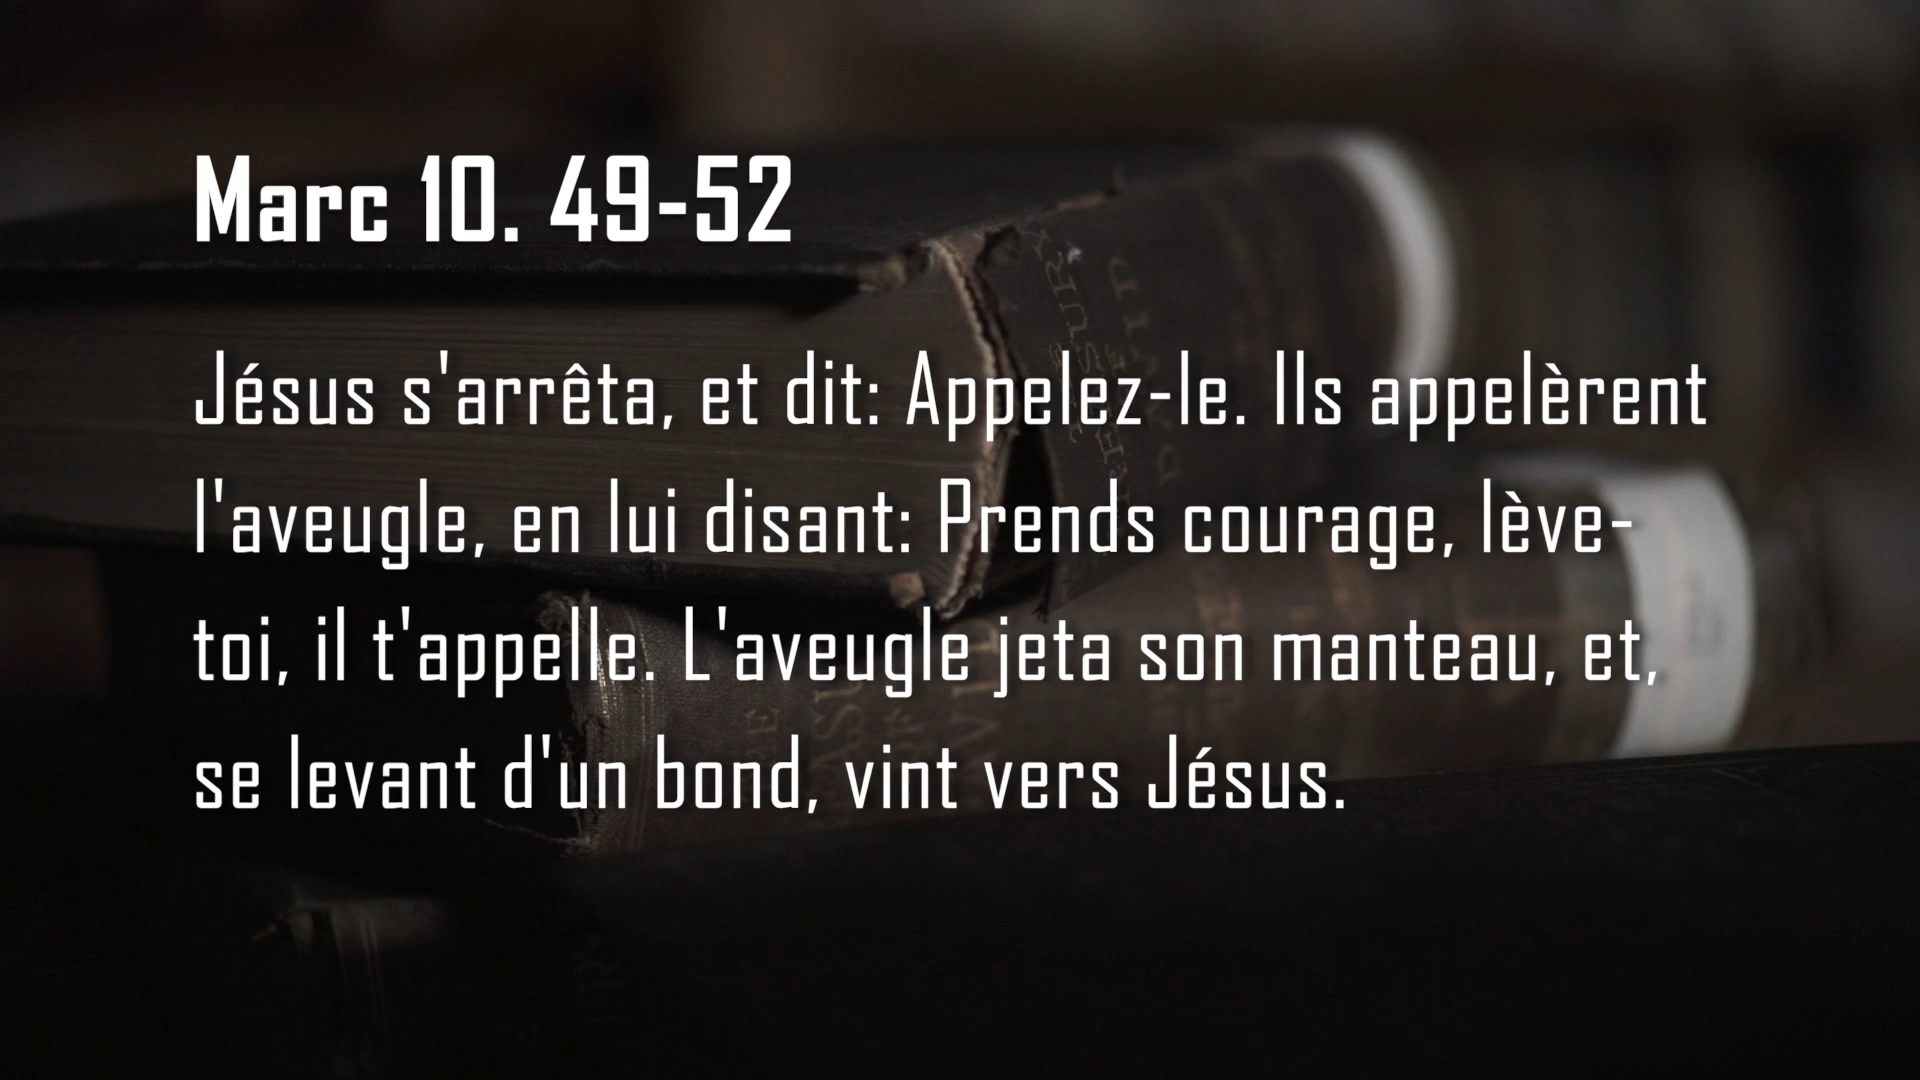 Marc 10. 49-52
Jésus s'arrêta, et dit: Appelez-le. Ils appelèrent
l'aveugle, en lui disant: Prends courage, lève-
toi, il t'appelle. L'aveugle jeta son manteau, et,
se levant d'un bond, vint vers Jésus.
DAVID